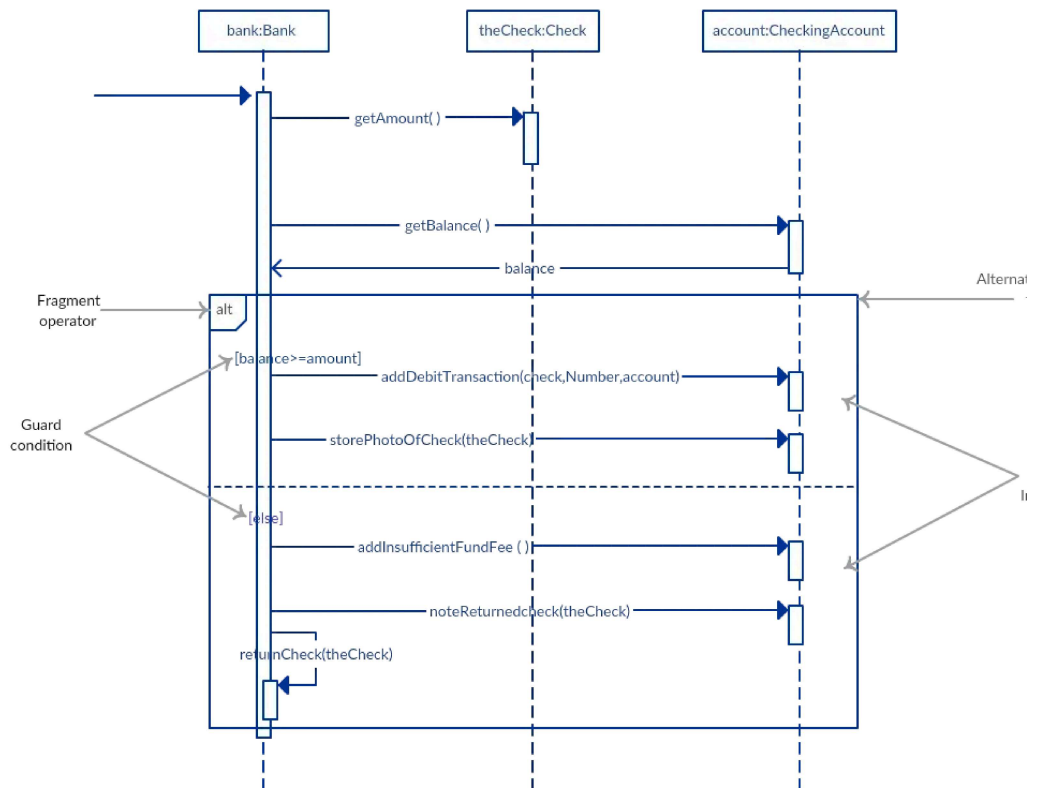 bank:Bank
theCheck:Check
account:CheckingAccount
getAmount( )
getBalance( )
balance
Alternat
Fragment
operator
alt
[balance>=amount]
addDebitTransaction(check,Number,account)
Guard
condition
storePhotoOfCheck(theCheck)
[else]
addInsufficientFundFee ( )
noteReturnedcheck(theCheck)
returnCheck(theCheck)